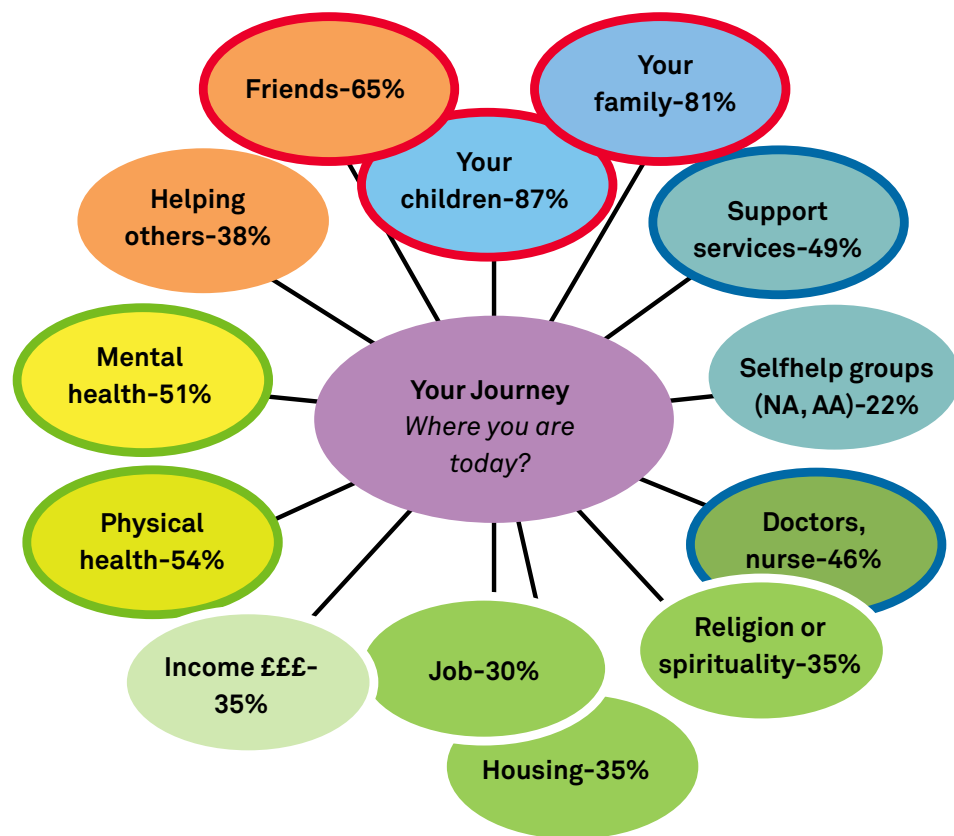 Friends-65%
Your
family-81%
Your
children-87%
Helping
others-38%
Support
services-49%
Mental
health-51%
Your Journey
Where you are
today?
Selfhelp groups
(NA, AA)-22%
Physical
health-54%
Doctors,
nurse-46%
Income £££-
35%
Job-30%
Religion or
spirituality-35%
Housing-35%